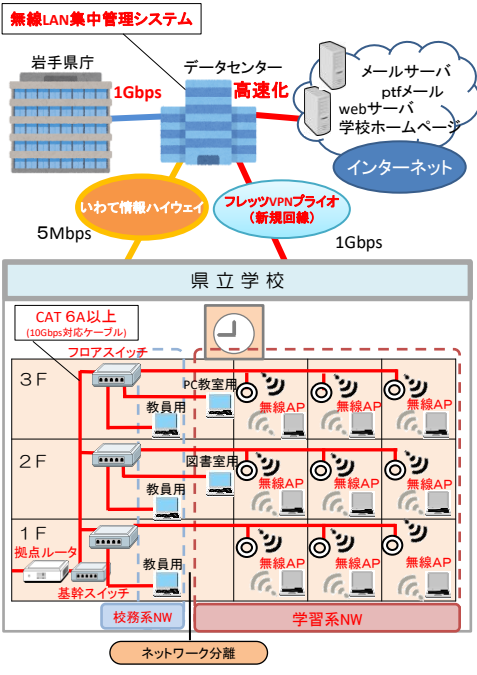 無線LAN集中管理システム
岩手県庁
データセンター
1Gbps
高速化
メールサーバ
ptfメール
webサーバ
学校ホームページ
インターネット
いわて情報ハイウェイ
フレッツVPNプライオ
(新規回線)
5Mbps
1Gbps
県立学校
CAT 6A以上
(10Gbps対応ケーブル)
フロアスイッチ
3F
PC教室用
教員用
無線AP
無線AP
無線AP
2F
図書室用
教員用
無線AP
無線AP
無線AP
1F
拠点ルータ
基幹スイッチ
教員用
無線AP
無線AP
無線AP
校務系NW
学習系NW
ネットワーク分離